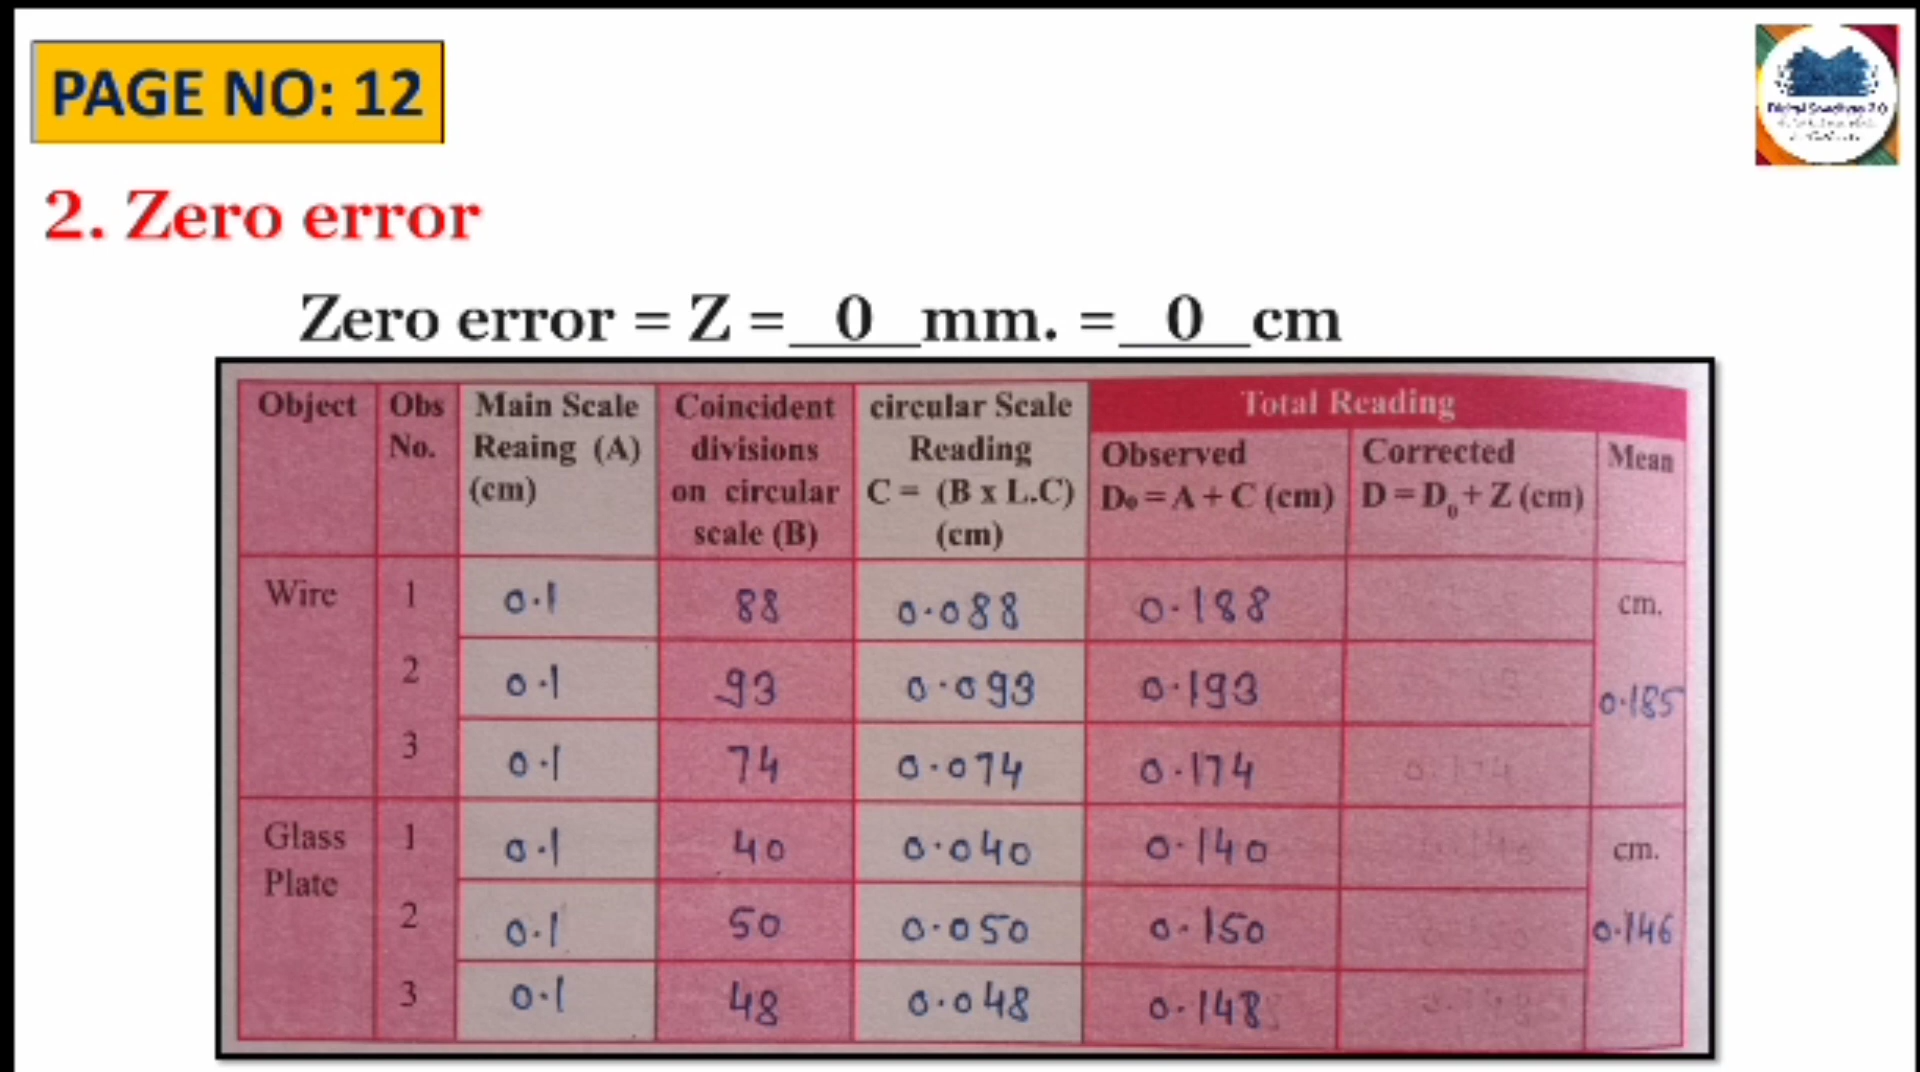 PAGE NO: 12
2. Zero error
Zero error = Z = 0 mm. = 0 cm
Object Obs No. Main Scale Reaing (A) (cm) Coincident divisions on circular scale (B) circular Scale Reading C = (B x L.C) (cm) Total Reading
Observed D₀ = A + C (cm) Corrected D = D₀ + Z (cm) Mean
Wire 1 0.1 88 0.088 0.188 cm.
2 0.1 93 0.093 0.193 0.185
3 0.1 74 0.074 0.174
Glass Plate 1 0.1 40 0.040 0.140 cm.
2 0.1 50 0.050 0.150 0.146
3 0.1 48 0.048 0.148